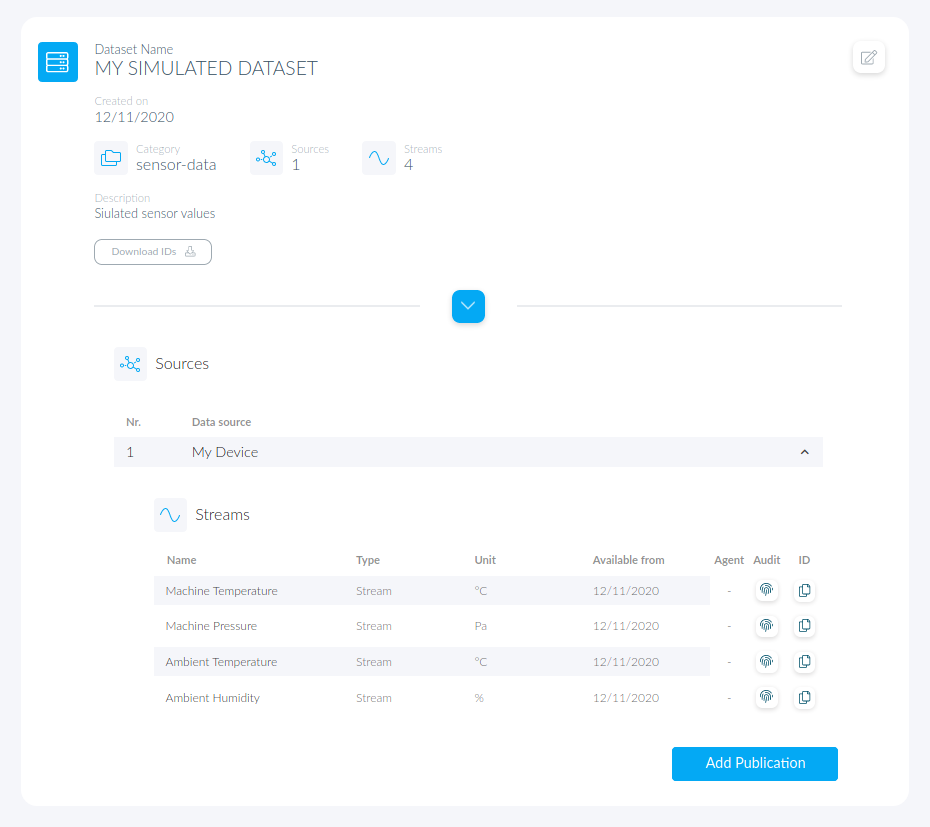 Dataset Name
MY SIMULATED DATASET
Created on
12/11/2020
Category Sources Streams
sensor-data 1 4
Description
Siulated sensor values
Download IDs
Sources
Nr. Data source
1 My Device
Streams
Name Type Unit Available from Agent Audit ID
Machine Temperature Stream °C 12/11/2020 -
Machine Pressure Stream Pa 12/11/2020 -
Ambient Temperature Stream °C 12/11/2020 -
Ambient Humidity Stream % 12/11/2020 -
Add Publication